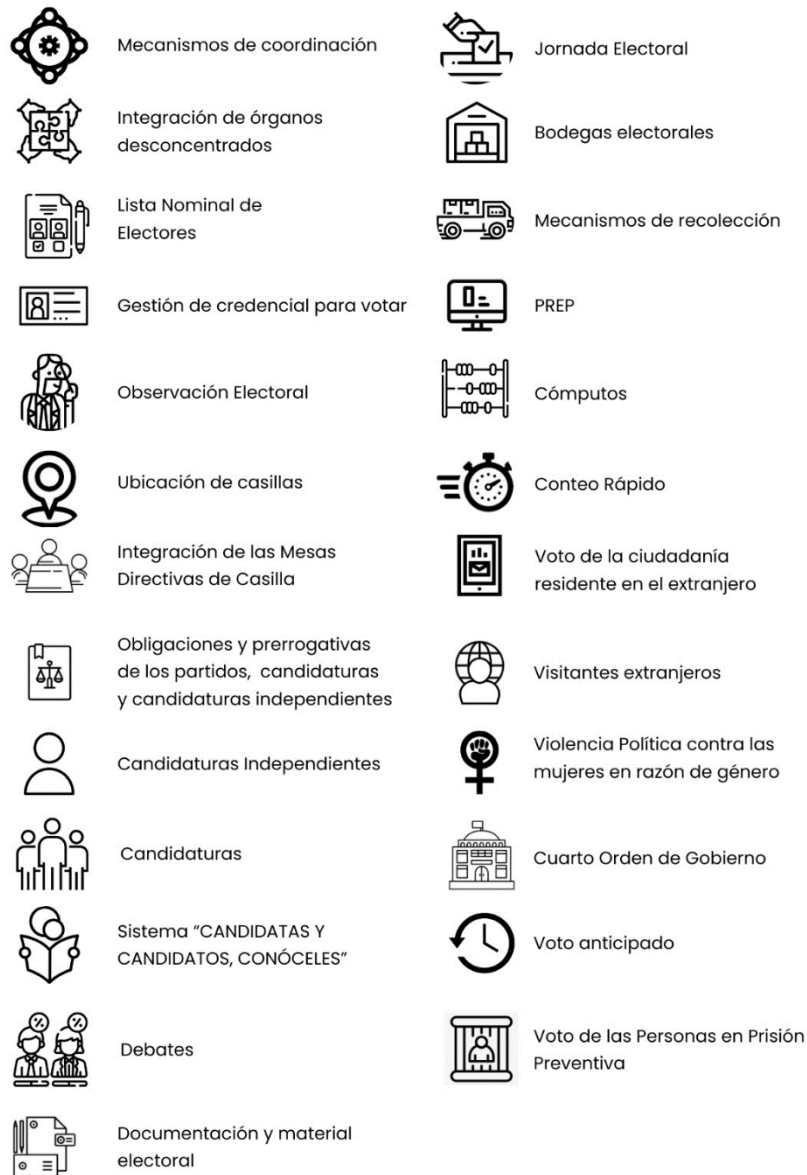 Mecanismos de coordinación
Integración de órganos
desconcentrados
Lista Nominal de
Electores
Gestión de credencial para votar
Observación Electoral
Ubicación de casillas
Integración de las Mesas
Directivas de Casilla
Obligaciones y prerrogativas
de los partidos, candidaturas
y candidaturas independientes
Candidaturas Independientes
Candidaturas
Sistema “CANDIDATAS Y
CANDIDATOS, CONÓCELES”
Debates
Documentación y material
electoral
Jornada Electoral
Bodegas electorales
Mecanismos de recolección
PREP
Cómputos
Conteo Rápido
Voto de la ciudadanía
residente en el extranjero
Visitantes extranjeros
Violencia Política contra las
mujeres en razón de género
Cuarto Orden de Gobierno
Voto anticipado
Voto de las Personas en Prisión
Preventiva